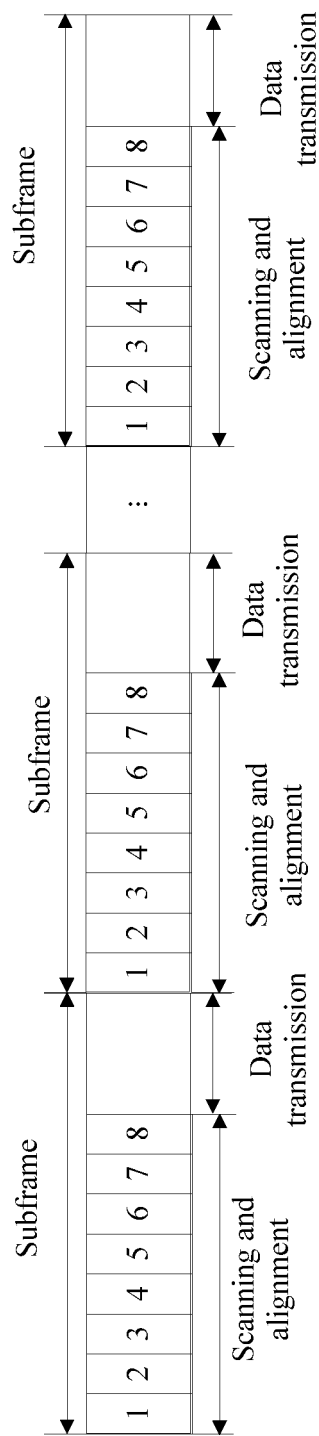 Subframe
Subframe
Subframe
1 2 3 4 5 6 7 8
1 2 3 4 5 6 7 8
...
1 2 3 4 5 6 7 8
Scanning and
alignment
Data
transmission
Scanning and
alignment
Data
transmission
Scanning and
alignment
Data
transmission